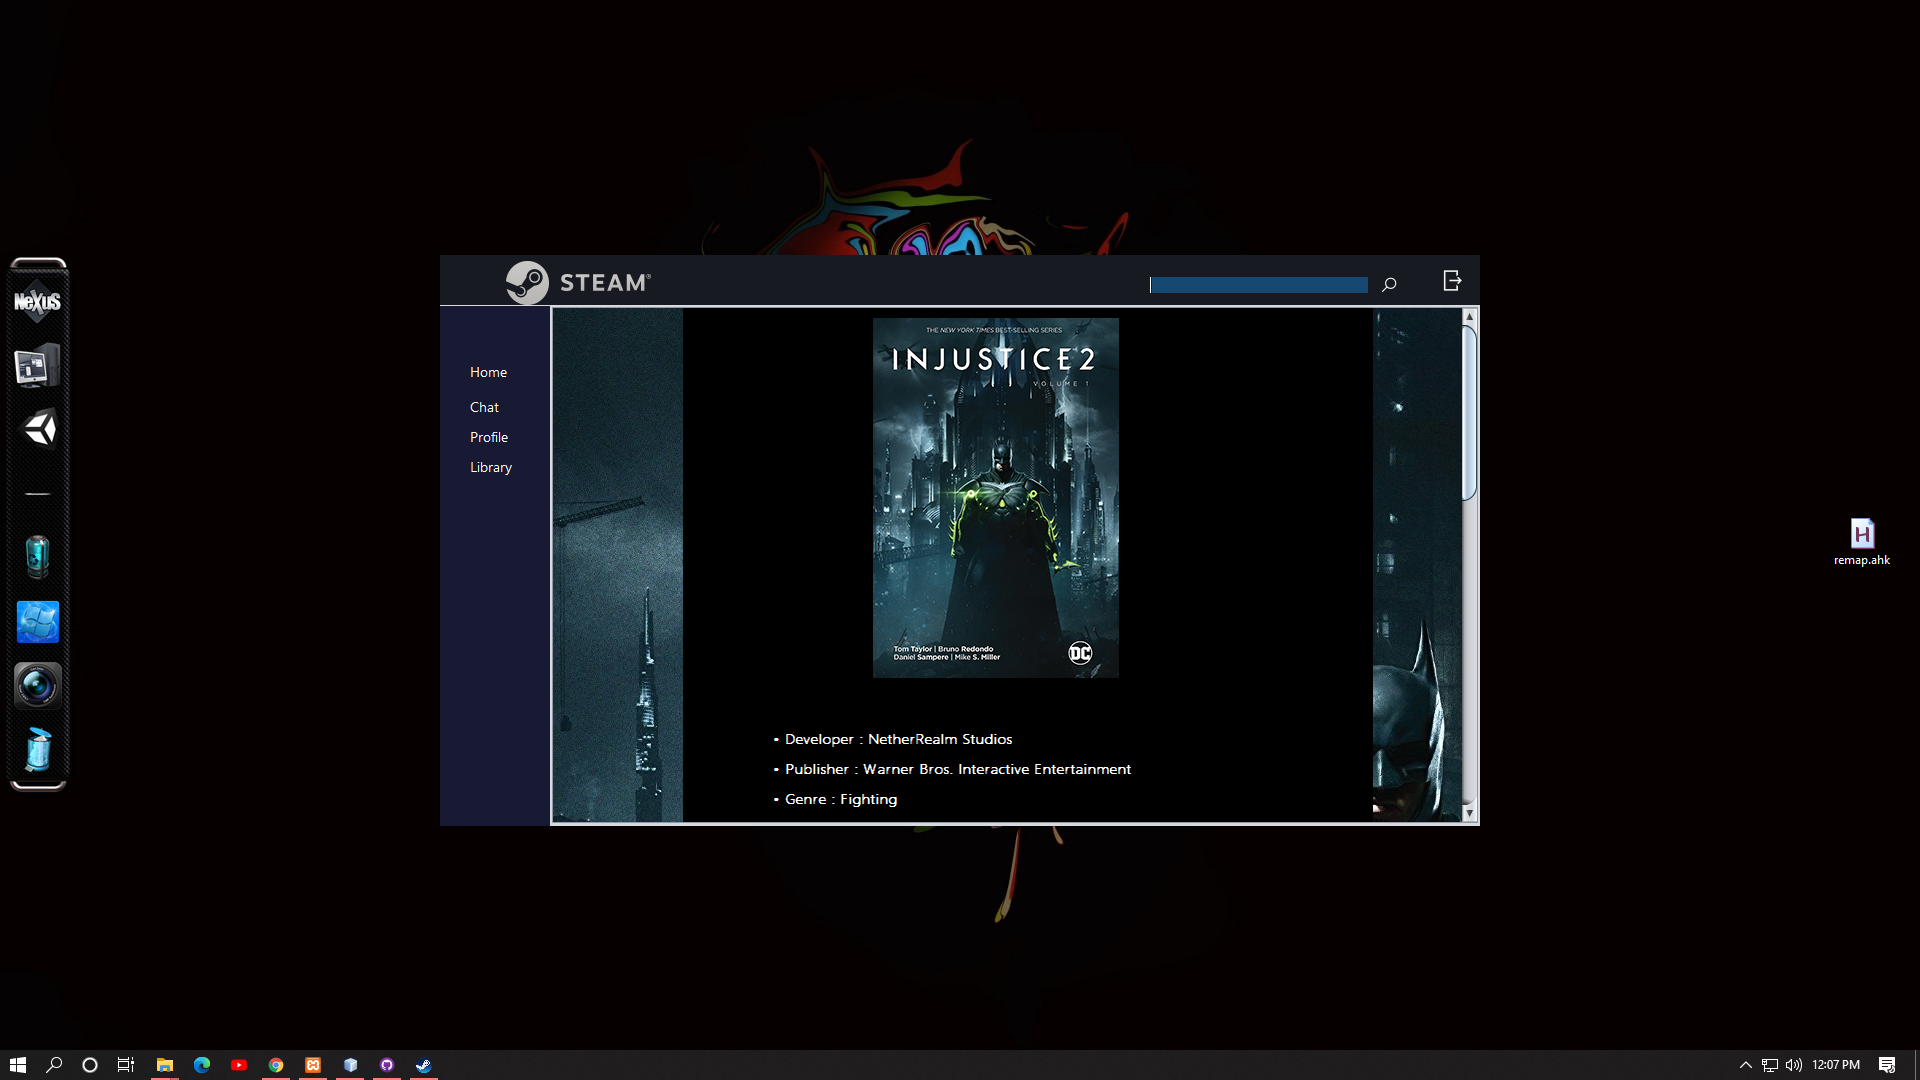 STEAM®
NeXuS
Home
Chat
Profile
Library
THE NEW YORK TIMES BEST-SELLING SERIES
INJUSTICE 2
VOLUME 1
Tom Taylor | Bruno Redondo
Daniel Sampere | Mike S. Miller
DC
• Developer : NetherRealm Studios
• Publisher : Warner Bros. Interactive Entertainment
• Genre : Fighting
H
remap.ahk
12:07 PM